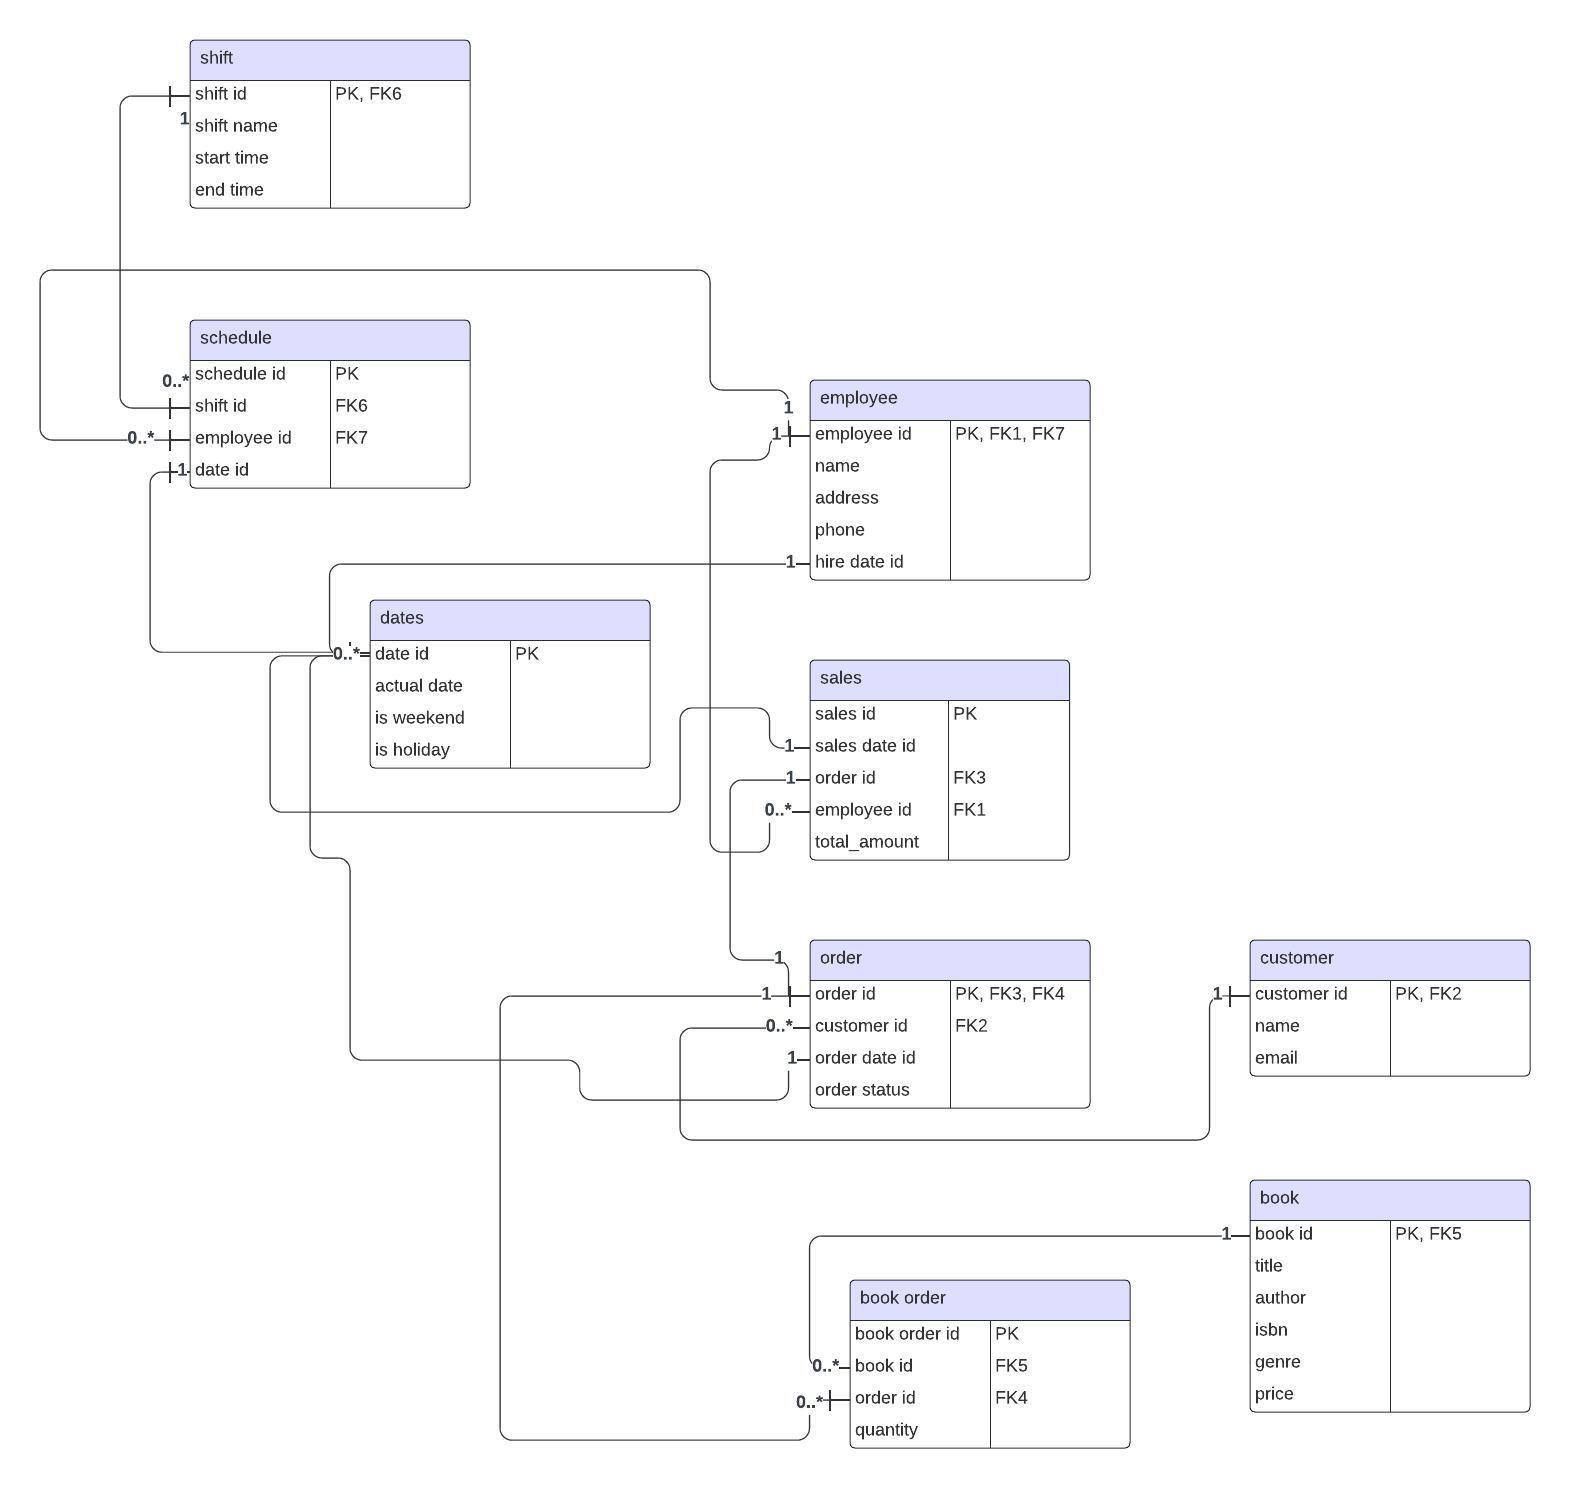 shift
shift id PK, FK6
1
shift name
start time
end time
schedule
schedule id PK
0..*
shift id FK6
0..* employee id FK7
1 date id
employee
1
1 employee id PK, FK1, FK7
name
address
phone
1 hire date id
dates
0..* date id PK
actual date
is weekend
is holiday
sales
sales id PK
1 sales date id
1 order id FK3
0..* employee id FK1
total_amount
order
1
1 order id PK, FK3, FK4
0..* customer id FK2
1 order date id
order status
customer
1 customer id PK, FK2
name
email
book
1 book id PK, FK5
title
author
isbn
genre
price
book order
book order id PK
0..* book id FK5
0..* order id FK4
quantity